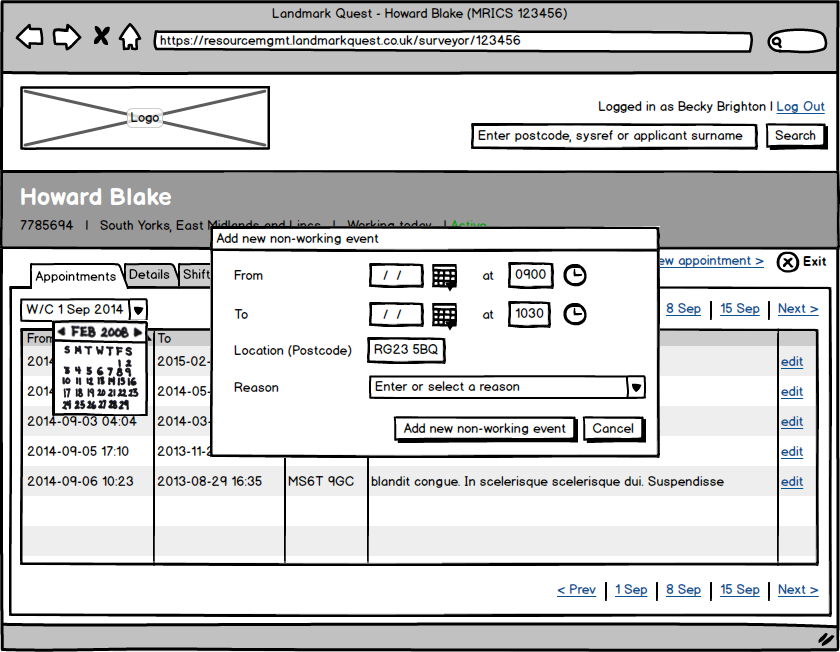 Landmark Quest - Howard Blake (MRICS 123456)
https://resourcemgmt.landmarkquest.co.uk/surveyor/123456
Logo
Logged in as Becky Brighton | Log Out
Enter postcode, sysref or applicant surname
Search
Howard Blake
7785694 | South Yorks, East Midlands and Lincs | Working today | Active
Add new non-working event
From / / at 0900
To / / at 1030
Location (Postcode) RG23 5BQ
Reason Enter or select a reason
Add new non-working event Cancel
Appointments Details Shift
appointment > Exit
W/C 1 Sep 2014
8 Sep | 15 Sep | Next >
FEB 2008
S M T W T F S
1 2
3 4 5 6 7 8 9
10 11 12 13 14 15 16
17 18 19 20 21 22 23
24 25 26 27 28 29
From To
2014 2015-02- edit
2014 2014-05- edit
2014-09-03 04:04 2014-03- edit
2014-09-05 17:10 2013-11-2 edit
2014-09-06 10:23 2013-08-29 16:35 MS6T 9GC blandit congue. In scelerisque scelerisque dui. Suspendisse edit
< Prev | 1 Sep | 8 Sep | 15 Sep | Next >